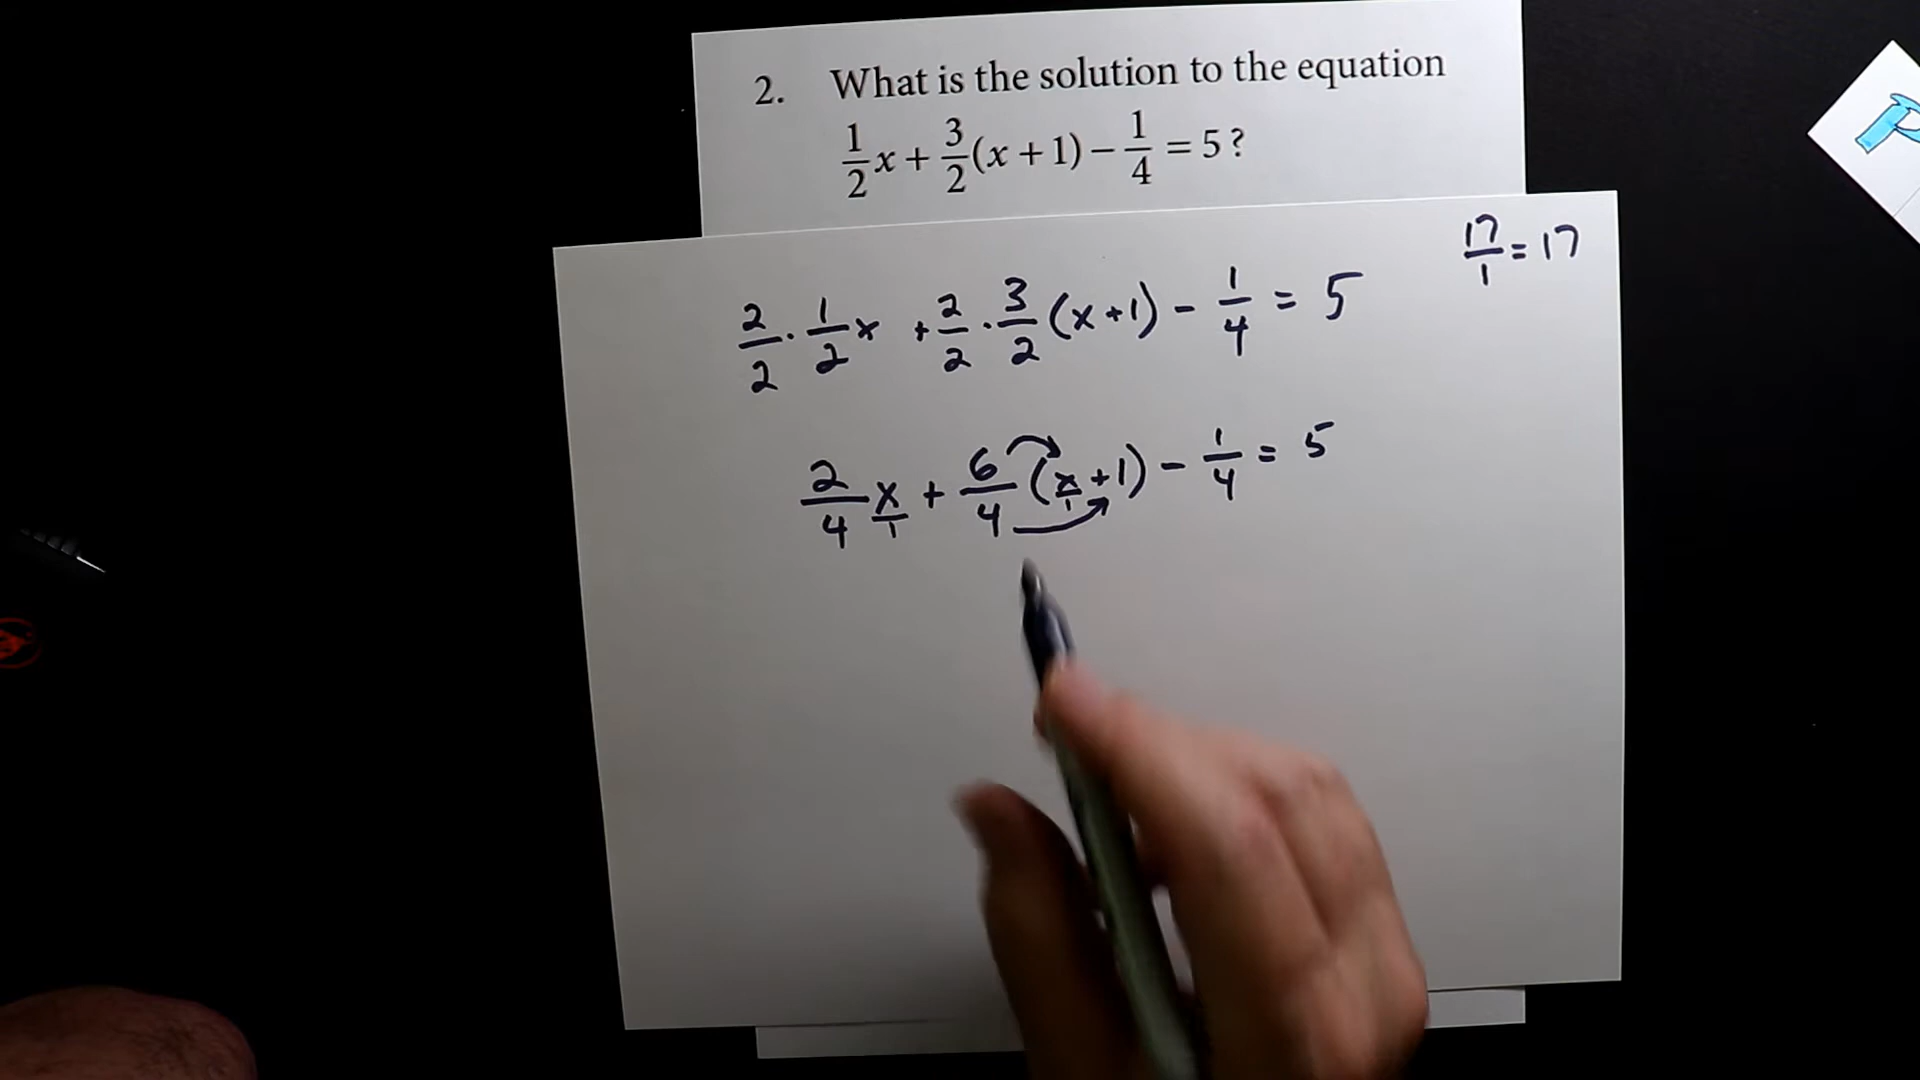 2. What is the solution to the equation
1/2 x + 3/2 (x + 1) − 1/4 = 5 ?
17/1 = 17
2/2 · 1/2 x + 2/2 · 3/2 (x + 1) − 1/4 = 5
2/4 x/1 + 6/4 (x/1 + 1) − 1/4 = 5